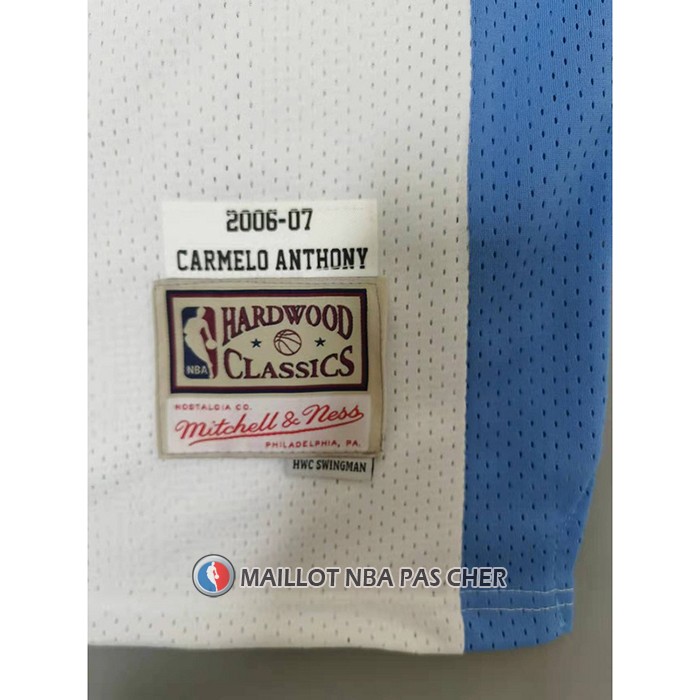 2006-07
CARMELO ANTHONY
NBA
HARDWOOD
CLASSICS
NOSTALGIA CO.
Mitchell & Ness
PHILADELPHIA, PA.
HWC SWINGMAN
MAILLOT NBA PAS CHER